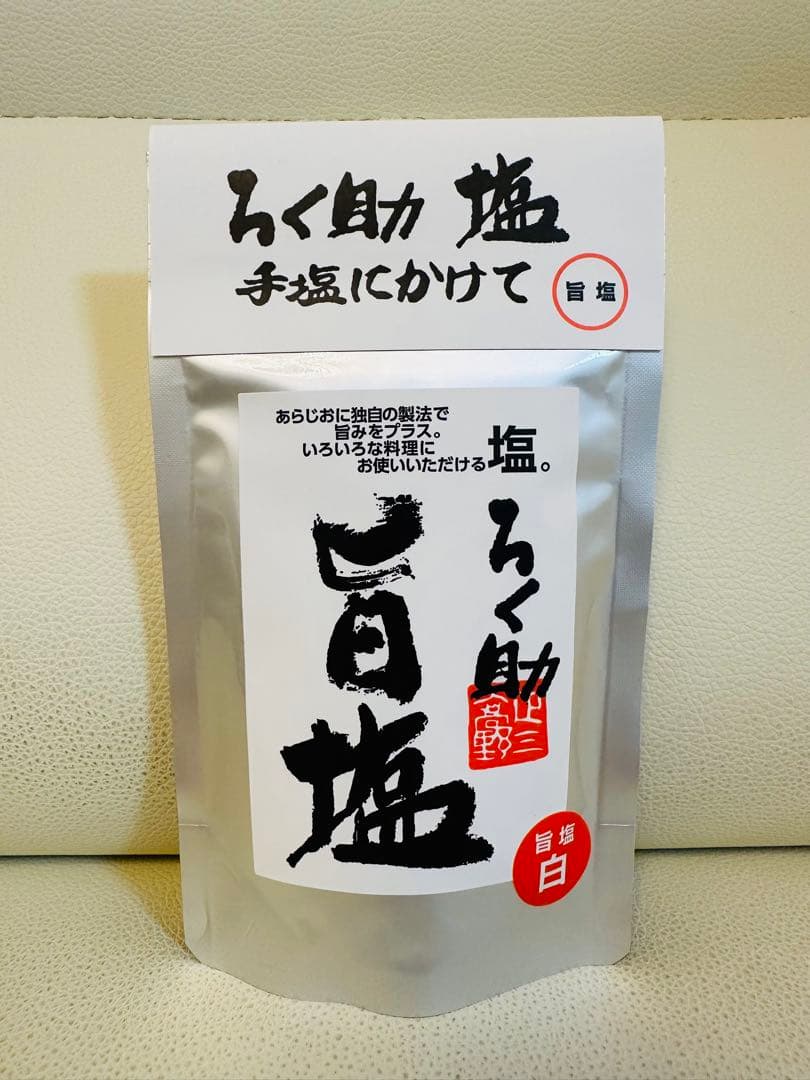 ろく助 塩
手塩にかけて
旨 塩
あらじおに独自の製法で
旨みをプラス。
いろいろな料理に
お使いいただける塩。
旨塩
ろく助
旨 塩
白